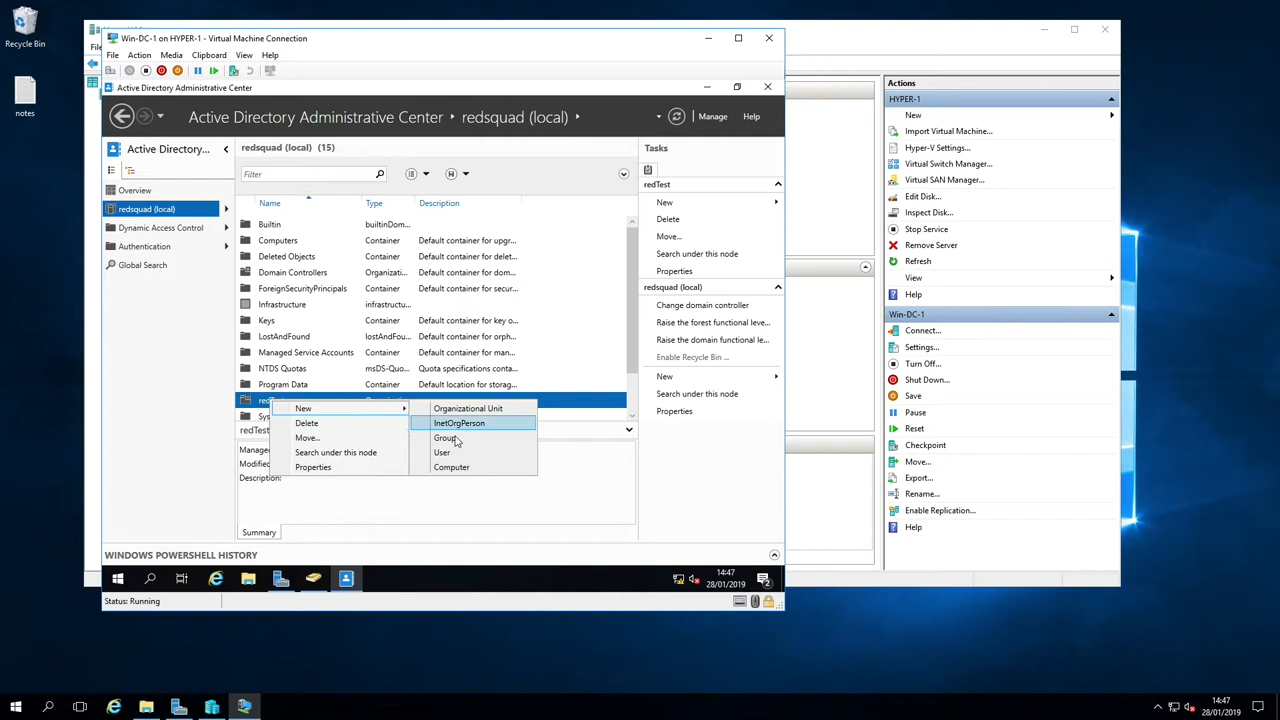 Recycle Bin
notes
Win-DC-1 on HYPER-1 - Virtual Machine Connection
File Action Media Clipboard View Help
Active Directory Administrative Center
Active Directory Administrative Center • redsquad (local) •
Manage Help
Active Directory...
Overview
redsquad (local)
Dynamic Access Control
Authentication
Global Search
redsquad (local) (15)
Filter
Name Type Description
Builtin builtinDom...
Computers Container Default container for upgr...
Deleted Objects Container Default container for delet...
Domain Controllers Organizati... Default container for dom...
ForeignSecurityPrincipals Container Default container for secur...
Infrastructure infrastructu...
Keys Container Default container for key o...
LostAndFound lostAndFou... Default container for orph...
Managed Service Accounts Container Default container for man...
NTDS Quotas msDS-Quo... Quota specifications conta...
Program Data Container Default location for storag...
New
Delete
Move...
Search under this node
Properties
Organizational Unit
InetOrgPerson
Group
User
Computer
redTest
Manage
Modified
Description:
Summary
Tasks
redTest
New
Delete
Move...
Search under this node
Properties
redsquad (local)
Change domain controller
Raise the forest functional leve...
Raise the domain functional le...
Enable Recycle Bin ...
New
Search under this node
Properties
WINDOWS POWERSHELL HISTORY
14:47
28/01/2019
2
Status: Running
Actions
HYPER-1
New
Import Virtual Machine...
Hyper-V Settings...
Virtual Switch Manager...
Virtual SAN Manager...
Edit Disk...
Inspect Disk...
Stop Service
Remove Server
Refresh
View
Help
Win-DC-1
Connect...
Settings...
Turn Off...
Shut Down...
Save
Pause
Reset
Checkpoint
Move...
Export...
Rename...
Enable Replication...
Help
14:47
28/01/2019